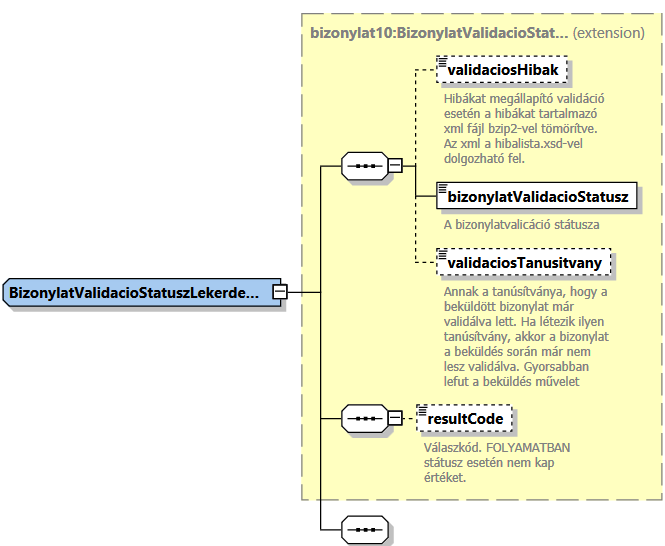 bizonylat10:BizonylatValidacioStat... (extension)
validaciosHibak
Hibákat megállapító validáció
esetén a hibákat tartalmazó
xml fájl bzip2-vel tömörítve.
Az xml a hibalista.xsd-vel
dolgozható fel.
bizonylatValidacioStatusz
A bizonylatvalicáció státusza
validaciosTanusitvany
Annak a tanúsítványa, hogy a
beküldött bizonylat már
validálva lett. Ha létezik ilyen
tanúsítvány, akkor a bizonylat
a beküldés során már nem
lesz validálva. Gyorsabban
lefut a beküldés művelet
BizonylatValidacioStatuszLekerde...
resultCode
Válaszkód. FOLYAMATBAN
státusz esetén nem kap
értéket.